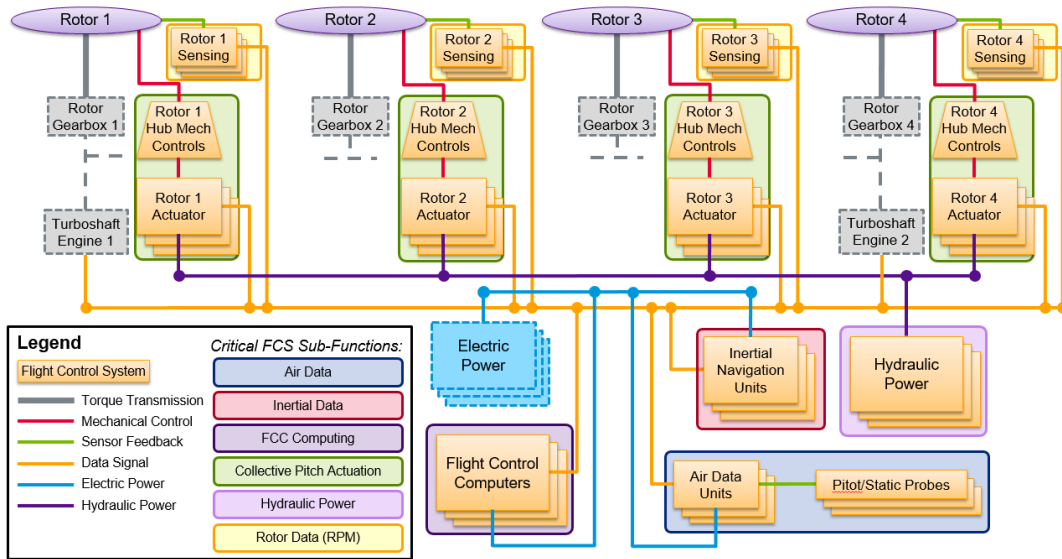 Rotor 1
Rotor 2
Rotor 3
Rotor 4
Rotor 1
Sensing
Rotor 2
Sensing
Rotor 3
Sensing
Rotor 4
Sensing
Rotor
Gearbox 1
Rotor 1
Hub Mech
Controls
Rotor
Gearbox 2
Rotor 2
Hub Mech
Controls
Rotor
Gearbox 3
Rotor 3
Hub Mech
Controls
Rotor
Gearbox 4
Rotor 4
Hub Mech
Controls
Turboshaft
Engine 1
Rotor 1
Actuator
Rotor 2
Actuator
Rotor 3
Actuator
Turboshaft
Engine 2
Rotor 4
Actuator
Legend
Flight Control System
Torque Transmission
Mechanical Control
Sensor Feedback
Data Signal
Electric Power
Hydraulic Power
Critical FCS Sub-Functions:
Air Data
Inertial Data
FCC Computing
Collective Pitch Actuation
Hydraulic Power
Rotor Data (RPM)
Electric
Power
Inertial
Navigation
Units
Hydraulic
Power
Flight Control
Computers
Air Data
Units
Pitot/Static Probes